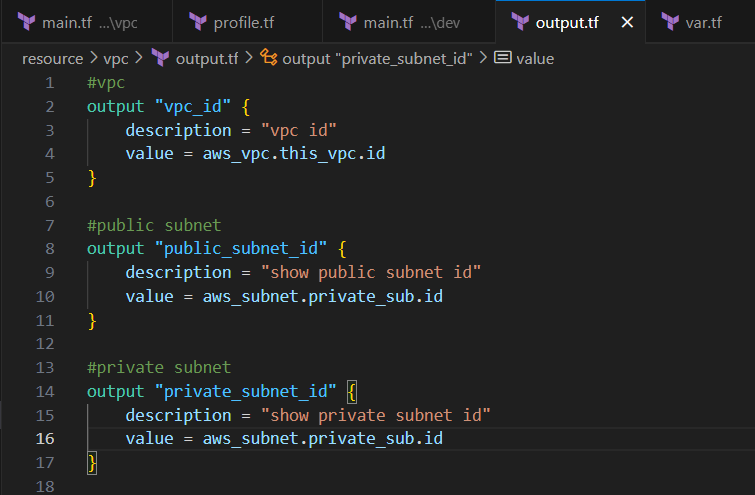 main.tf ...\vpc profile.tf main.tf ...\dev output.tf × var.tf
resource > vpc > output.tf > output "private_subnet_id" > value
1 #vpc
2 output "vpc_id" {
3     description = "vpc id"
4     value = aws_vpc.this_vpc.id
5 }
6
7 #public subnet
8 output "public_subnet_id" {
9     description = "show public subnet id"
10     value = aws_subnet.private_sub.id
11 }
12
13 #private subnet
14 output "private_subnet_id" {
15     description = "show private subnet id"
16     value = aws_subnet.private_sub.id
17 }
18